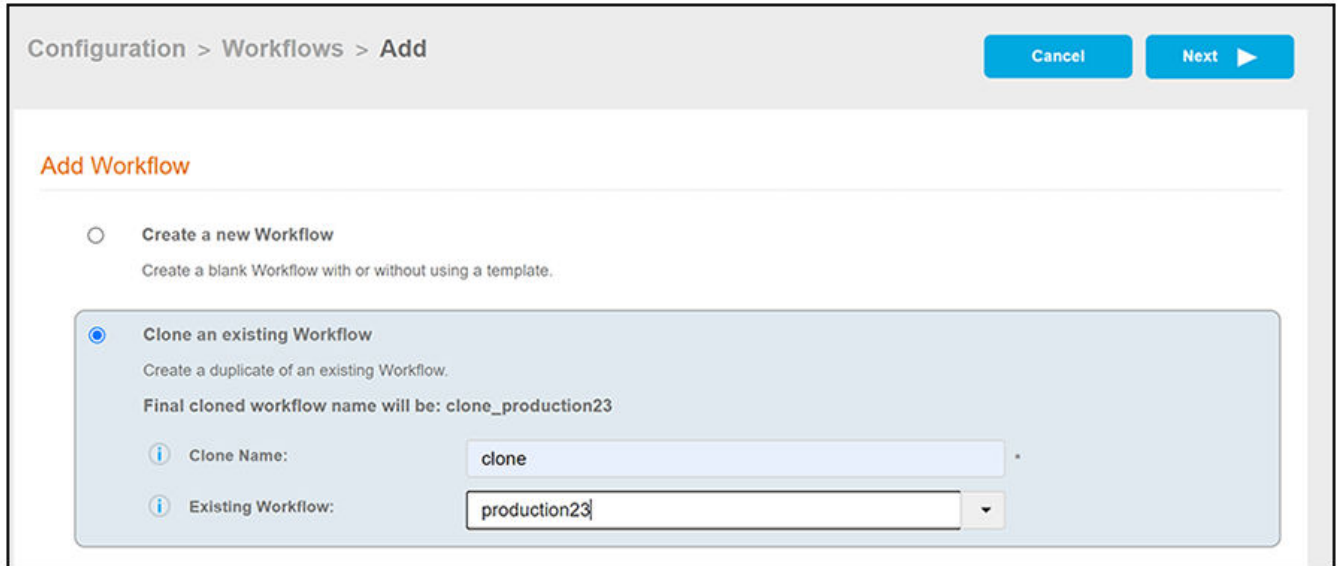 Configuration > Workflows > Add
Cancel
Next
Add Workflow
Create a new Workflow
Create a blank Workflow with or without using a template.
Clone an existing Workflow
Create a duplicate of an existing Workflow.
Final cloned workflow name will be: clone_production23
Clone Name: clone *
Existing Workflow: production23